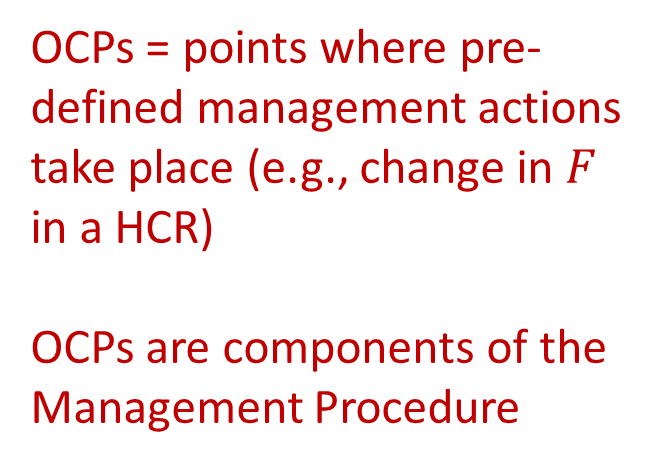 OCPs = points where pre-
defined management actions
take place (e.g., change in F
in a HCR)
OCPs are components of the
Management Procedure